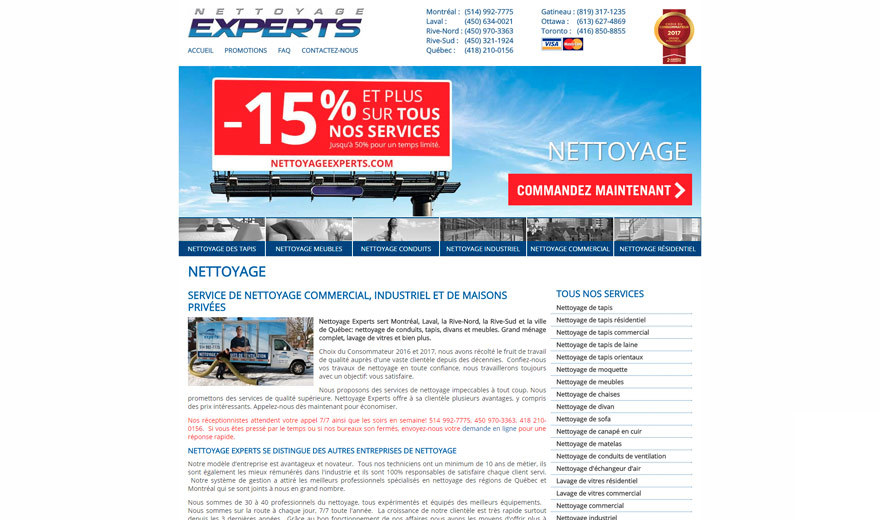 NETTOYAGE
EXPERTS
ACCUEIL PROMOTIONS FAQ CONTACTEZ-NOUS
Montréal : (514) 992-7775
Laval : (450) 634-0021
Rive-Nord : (450) 970-3363
Rive-Sud : (450) 321-1924
Québec : (418) 210-0156
Gatineau : (819) 317-1235
Ottawa : (613) 627-4869
Toronto : (416) 850-8855
VISA MasterCard
2017
-15% ET PLUS
SUR TOUS
NOS SERVICES
Jusqu'à 50% pour un temps limité.
NETTOYAGEEXPERTS.COM
NETTOYAGE
COMMANDEZ MAINTENANT
NETTOYAGE DES TAPIS
NETTOYAGE MEUBLES
NETTOYAGE CONDUITS
NETTOYAGE INDUSTRIEL
NETTOYAGE COMMERCIAL
NETTOYAGE RÉSIDENTIEL
NETTOYAGE
SERVICE DE NETTOYAGE COMMERCIAL, INDUSTRIEL ET DE MAISONS
PRIVÉES
Nettoyage Experts sert Montréal, Laval, la Rive-Nord, la Rive-Sud et la ville
de Québec: nettoyage de conduits, tapis, divans et meubles. Grand ménage
complet, lavage de vitres et bien plus.
Choix du Consommateur 2016 et 2017, nous avons récolté le fruit de travail
de qualité auprès d'une vaste clientèle depuis des décennies. Confiez-nous
vos travaux de nettoyage en toute confiance, nous travaillerons toujours
avec un objectif: vous satisfaire.
Nous proposons des services de nettoyage impeccables à tout coup. Nous
promettons des services de qualité supérieure. Nettoyage Experts offre à sa clientèle plusieurs avantages, y compris
des prix intéressants. Appelez-nous dès maintenant pour économiser.
Nos réceptionnistes attendent votre appel 7/7 ainsi que les soirs en semaine! 514 992-7775, 450 970-3363, 418 210-
0156. Si vous êtes pressé par le temps ou si nos bureaux son fermés, envoyez-nous votre demande en ligne pour une
réponse rapide.
NETTOYAGE EXPERTS SE DISTINGUE DES AUTRES ENTREPRISES DE NETTOYAGE
Notre modèle d'entreprise est avantageux et novateur. Tous nos techniciens ont un minimum de 10 ans de métier, ils
sont également les mieux rémunérés dans l'industrie et ils sont 100% responsables de satisfaire chaque client servi.
Notre système de gestion a attiré les meilleurs professionnels spécialisés en nettoyage des régions de Québec et
Montréal qui se sont joints à nous en grand nombre.
Nous sommes de 30 à 40 professionnels du nettoyage, tous expérimentés et équipés des meilleurs équipements.
Nous sommes sur la route à chaque jour, 7/7 toute l'année. La croissance de notre clientèle est très rapide surtout
depuis les 3 dernières années. Grâce au bon fonctionnement de nos affaires nous avons les moyens d'offrir plus à
TOUS NOS SERVICES
Nettoyage de tapis
Nettoyage de tapis résidentiel
Nettoyage de tapis commercial
Nettoyage de tapis de laine
Nettoyage de tapis orientaux
Nettoyage de moquette
Nettoyage de meubles
Nettoyage de chaises
Nettoyage de divan
Nettoyage de sofa
Nettoyage de canapé en cuir
Nettoyage de matelas
Nettoyage de conduits de ventilation
Nettoyage d'échangeur d'air
Lavage de vitres résidentiel
Lavage de vitres commercial
Nettoyage commercial
Nettoyage industriel